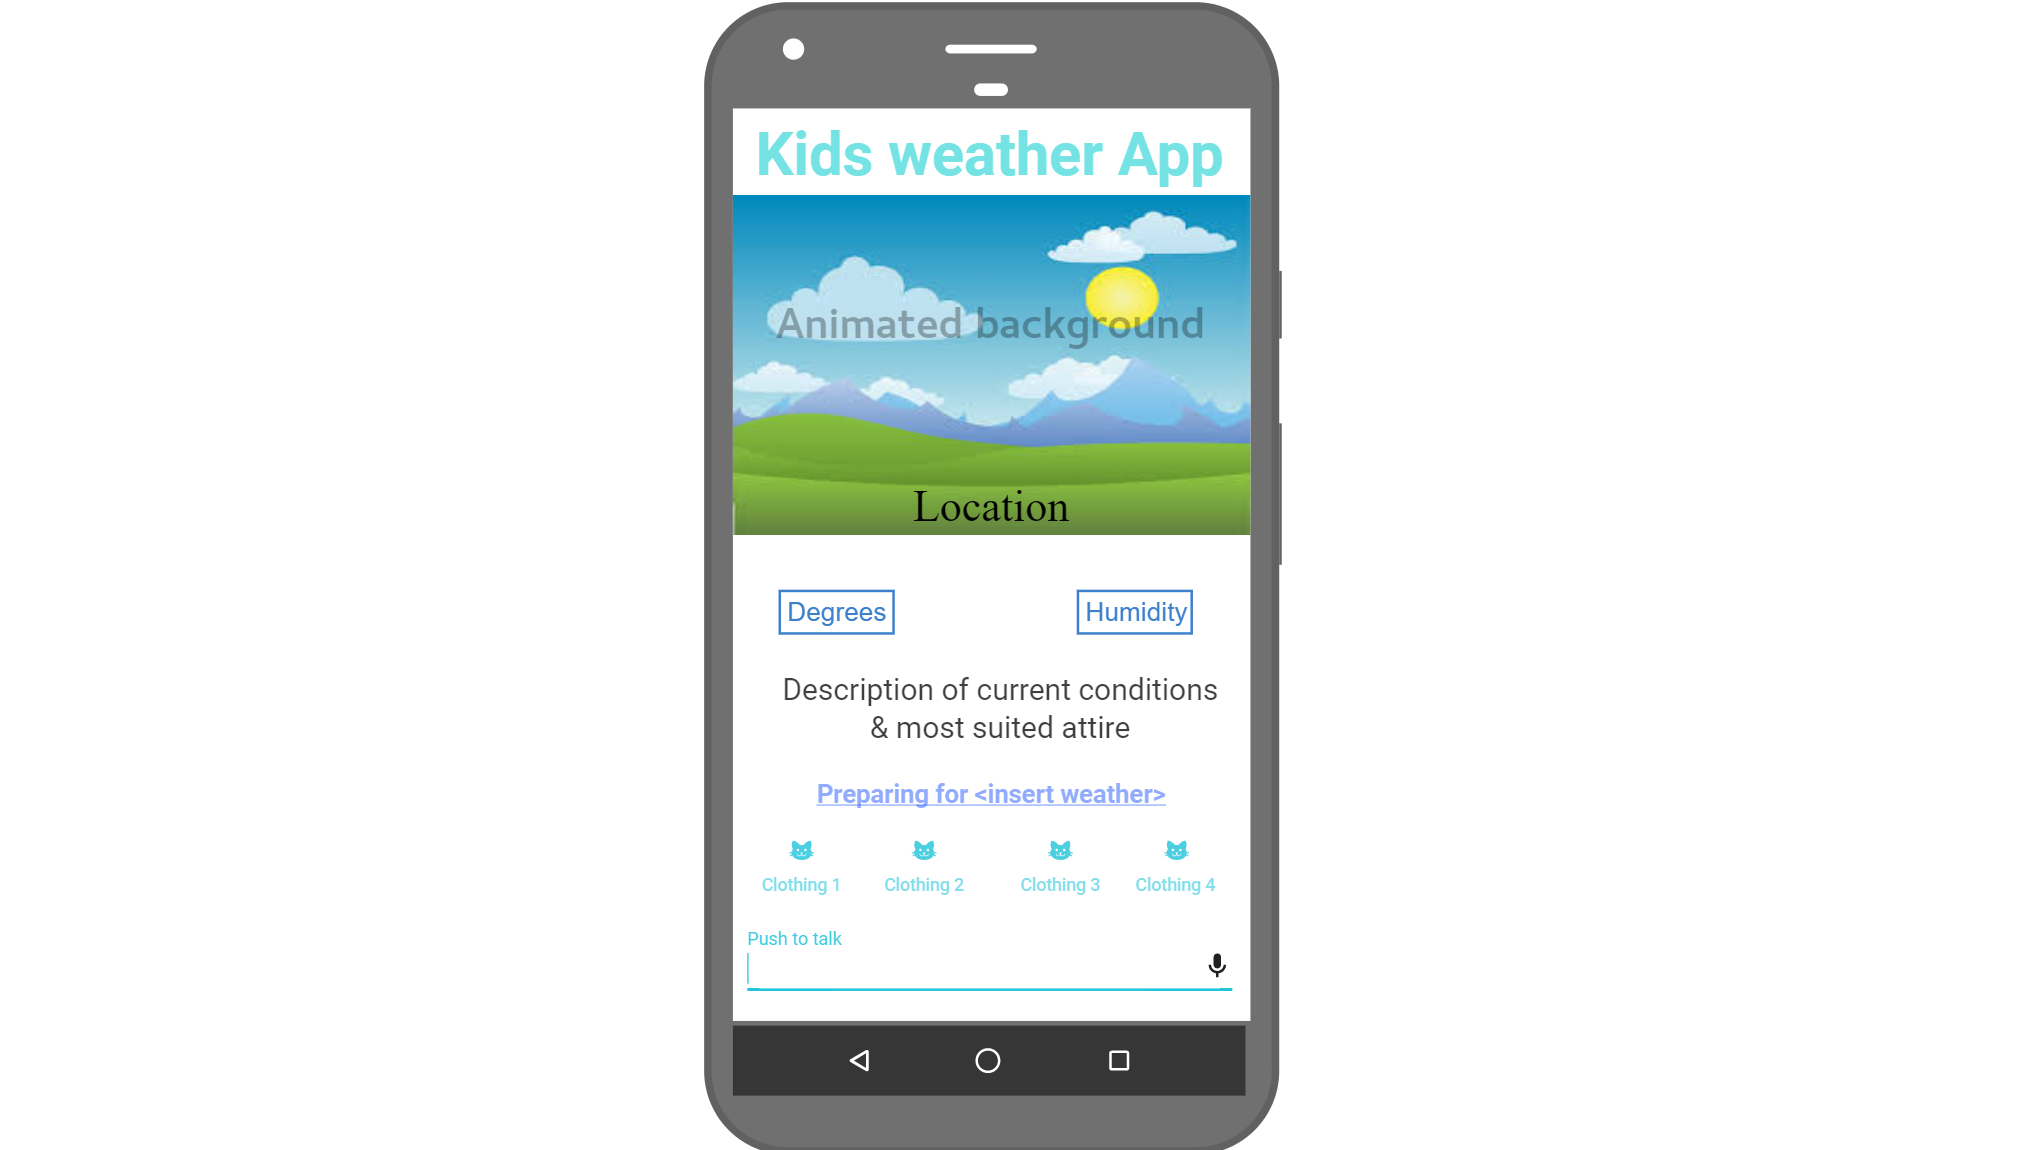 Kids weather App
Animated background
Location
Degrees
Humidity
Description of current conditions
& most suited attire
Preparing for <insert weather>
Clothing 1
Clothing 2
Clothing 3
Clothing 4
Push to talk